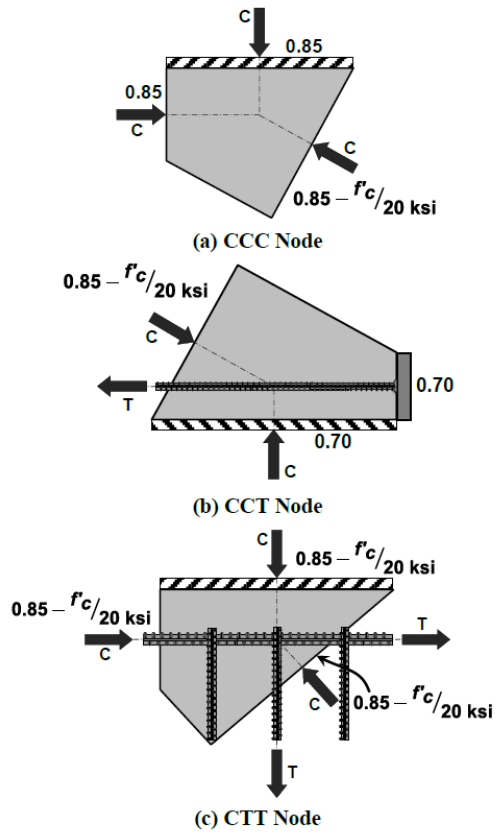 C
0.85
0.85
C
C
0.85 – f'c/20 ksi
(a) CCC Node
0.85 – f'c/20 ksi
C
T
0.70
0.70
C
(b) CCT Node
C
0.85 – f'c/20 ksi
0.85 – f'c/20 ksi
T
C
C
0.85 – f'c/20 ksi
T
(c) CTT Node